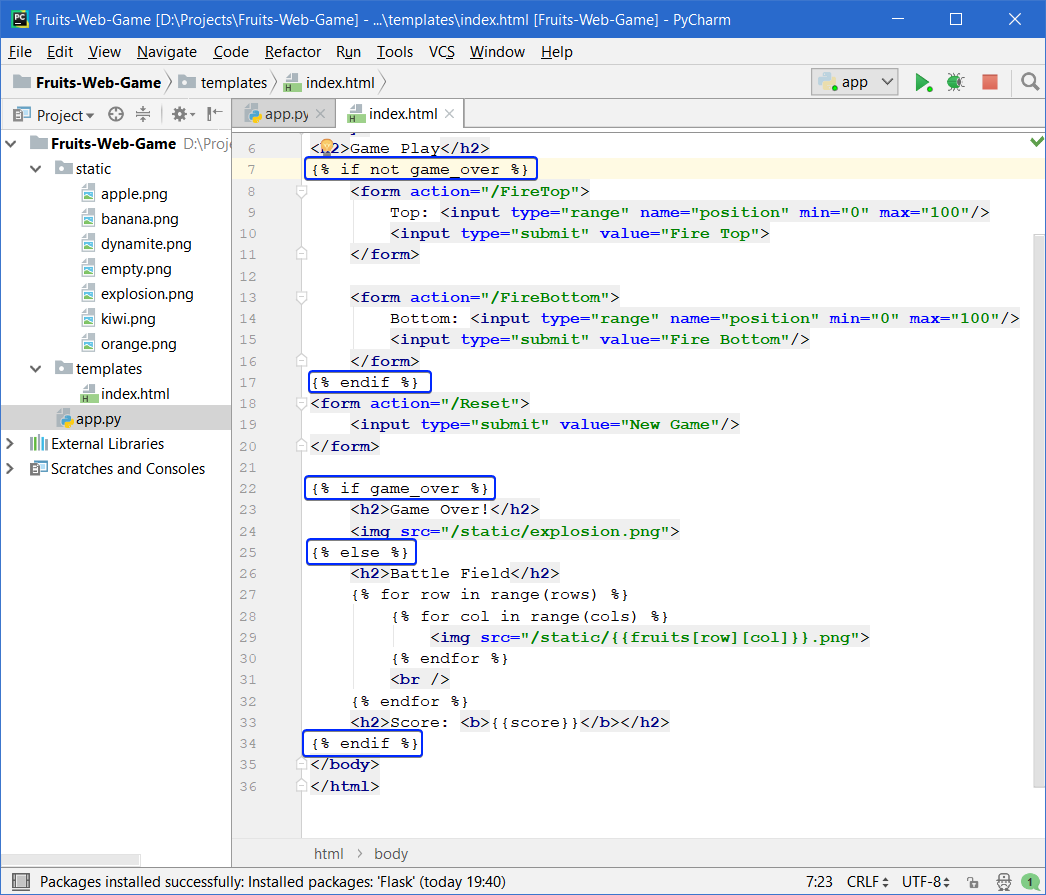 Fruits-Web-Game [D:\Projects\Fruits-Web-Game] - ...\templates\index.html [Fruits-Web-Game] - PyCharm
File Edit View Navigate Code Refactor Run Tools VCS Window Help
Fruits-Web-Game templates index.html app
Project app.py index.html
Fruits-Web-Game D:\Proj
static
apple.png
banana.png
dynamite.png
empty.png
explosion.png
kiwi.png
orange.png
templates
index.html
app.py
External Libraries
Scratches and Consoles
6 <h2>Game Play</h2>
7 {% if not game_over %}
8 <form action="/FireTop">
9 Top: <input type="range" name="position" min="0" max="100"/>
10 <input type="submit" value="Fire Top">
11 </form>
12
13 <form action="/FireBottom">
14 Bottom: <input type="range" name="position" min="0" max="100"/>
15 <input type="submit" value="Fire Bottom"/>
16 </form>
17 {% endif %}
18 <form action="/Reset">
19 <input type="submit" value="New Game"/>
20 </form>
21
22 {% if game_over %}
23 <h2>Game Over!</h2>
24 <img src="/static/explosion.png">
25 {% else %}
26 <h2>Battle Field</h2>
27 {% for row in range(rows) %}
28 {% for col in range(cols) %}
29 <img src="/static/{{fruits[row][col]}}.png">
30 {% endfor %}
31 <br />
32 {% endfor %}
33 <h2>Score: <b>{{score}}</b></h2>
34 {% endif %}
35 </body>
36 </html>
html body
Packages installed successfully: Installed packages: 'Flask' (today 19:40) 7:23 CRLF UTF-8 1